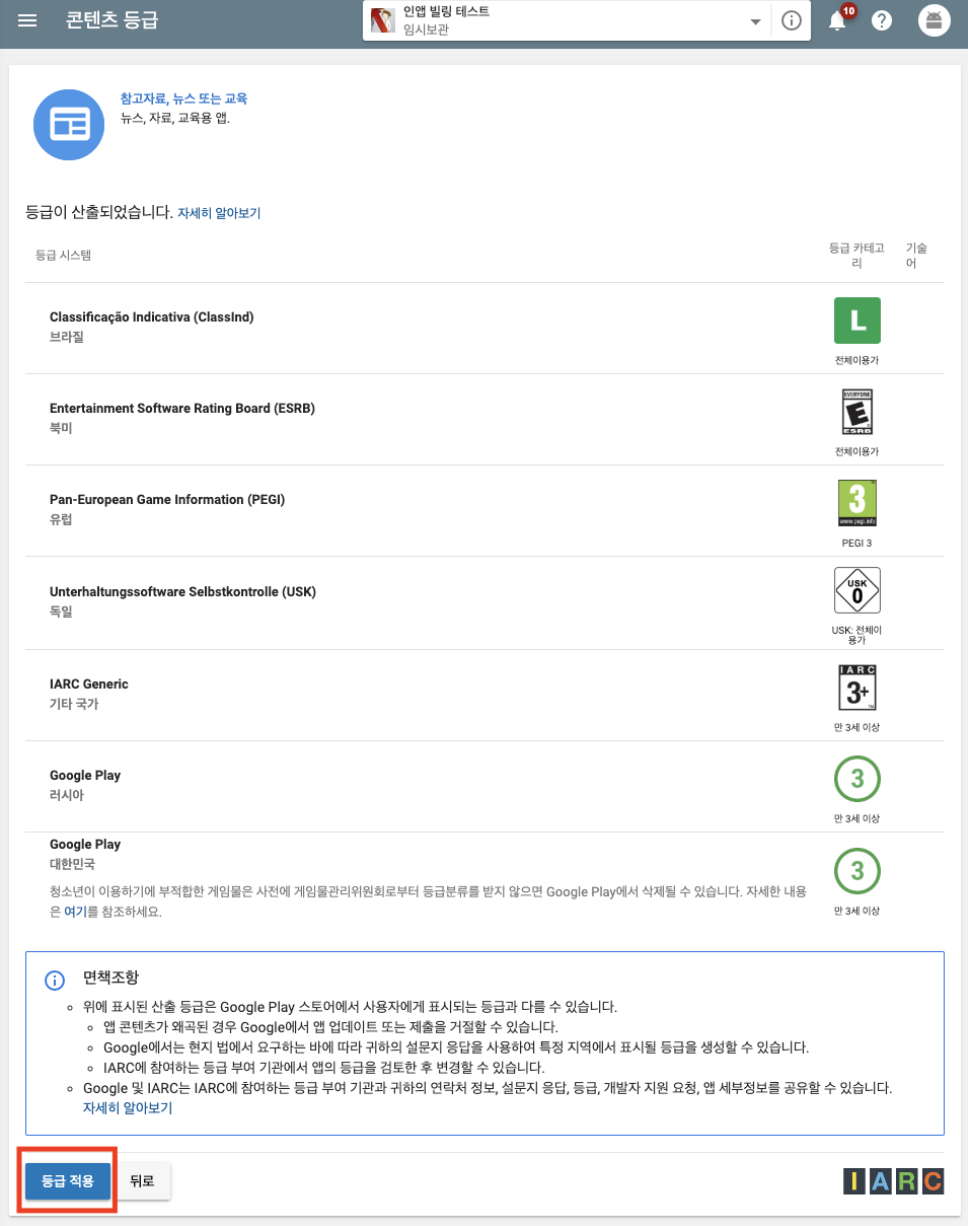 콘텐츠 등급
인앱 빌링 테스트
임시보관
10
참고자료, 뉴스 또는 교육
뉴스, 자료, 교육용 앱.
등급이 산출되었습니다. 자세히 알아보기
등급 시스템
등급 카테고
리
기술
어
Classificação Indicativa (ClassInd)
브라질
L
전체이용가
Entertainment Software Rating Board (ESRB)
북미
EVERYONE
E
ESRB
전체이용가
Pan-European Game Information (PEGI)
유럽
3
www.pegi.info
PEGI 3
Unterhaltungssoftware Selbstkontrolle (USK)
독일
USK
0
USK: 전체이
용가
IARC Generic
기타 국가
IARC
3+
만 3세 이상
Google Play
러시아
3
만 3세 이상
Google Play
대한민국
청소년이 이용하기에 부적합한 게임물은 사전에 게임물관리위원회로부터 등급분류를 받지 않으면 Google Play에서 삭제될 수 있습니다. 자세한 내용
은 여기를 참조하세요.
3
만 3세 이상
면책조항
위에 표시된 산출 등급은 Google Play 스토어에서 사용자에게 표시되는 등급과 다를 수 있습니다.
앱 콘텐츠가 왜곡된 경우 Google에서 앱 업데이트 또는 제출을 거절할 수 있습니다.
Google에서는 현지 법에서 요구하는 바에 따라 귀하의 설문지 응답을 사용하여 특정 지역에서 표시될 등급을 생성할 수 있습니다.
IARC에 참여하는 등급 부여 기관에서 앱의 등급을 검토한 후 변경할 수 있습니다.
Google 및 IARC는 IARC에 참여하는 등급 부여 기관과 귀하의 연락처 정보, 설문지 응답, 등급, 개발자 지원 요청, 앱 세부정보를 공유할 수 있습니다.
자세히 알아보기
등급 적용
뒤로
IARC